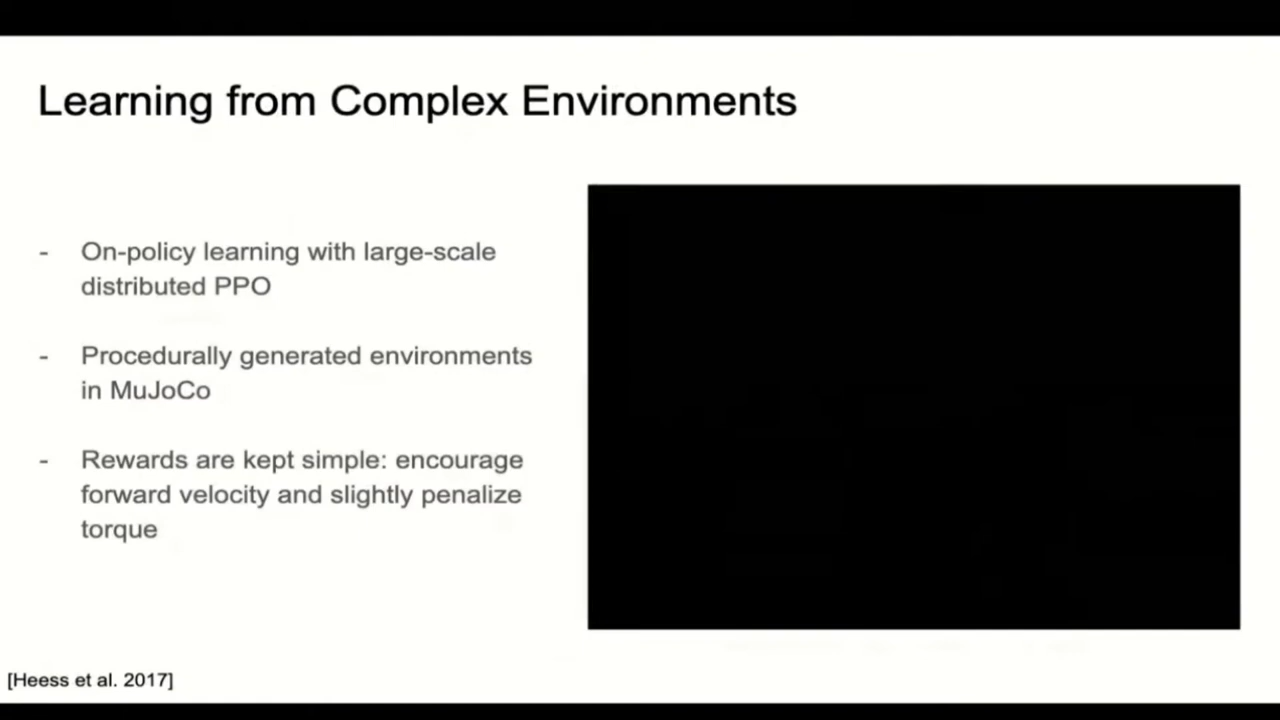 Learning from Complex Environments
- On-policy learning with large-scale
distributed PPO
- Procedurally generated environments
in MuJoCo
- Rewards are kept simple: encourage
forward velocity and slightly penalize
torque
[Heess et al. 2017]